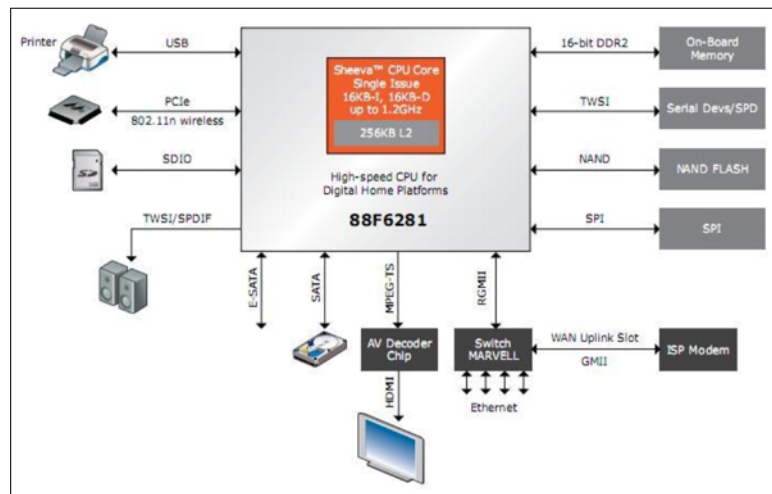 Printer
USB
PCIe
802.11n wireless
SDIO
TWSI/SPDIF
Sheeva™ CPU Core
Single Issue
16KB-I, 16KB-D
up to 1.2GHz
256KB L2
High-speed CPU for
Digital Home Platforms
88F6281
16-bit DDR2
On-Board
Memory
TWSI
Serial Devs/SPD
NAND
NAND FLASH
SPI
SPI
E-SATA
SATA
MPEG-TS
RGMII
AV Decoder
Chip
Switch
MARVELL
WAN Uplink Slot
GMII
ISP Modem
HDMI
Ethernet